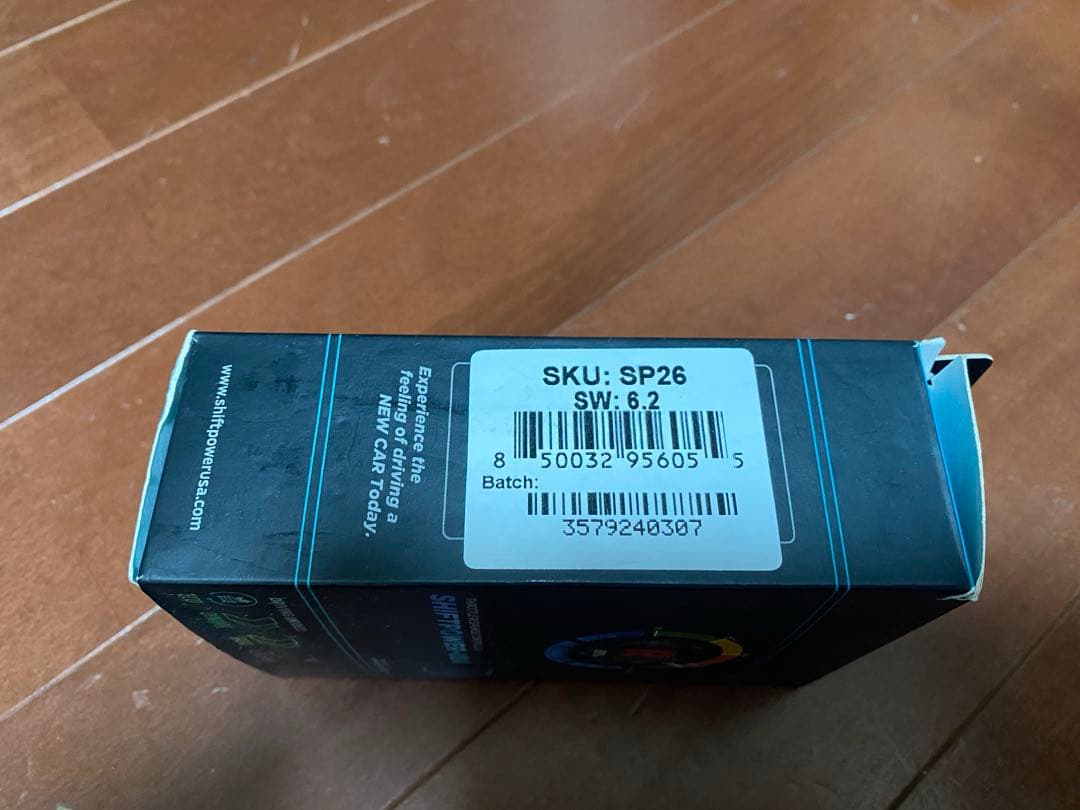 SKU: SP26
SW: 6.2
8 50032 95605 5
Batch:
3579240307
Experience the
feeling of driving a
NEW CAR Today.
www.shiftpowerusa.com